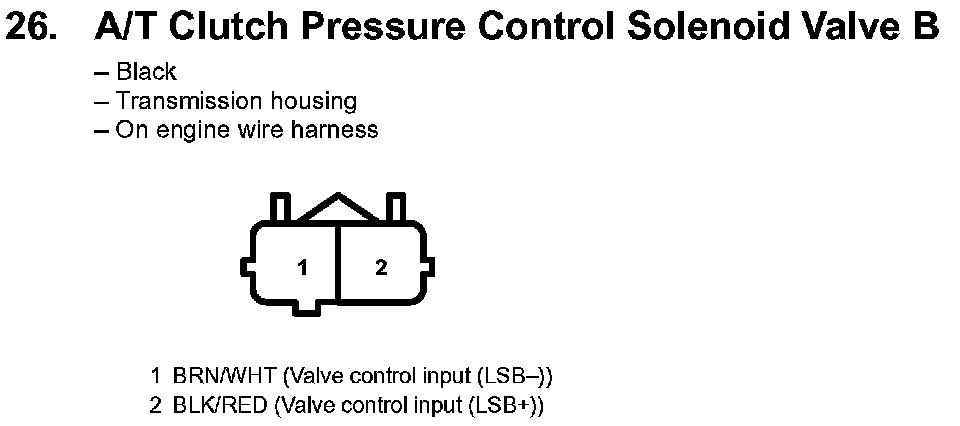 26. A/T Clutch Pressure Control Solenoid Valve B
– Black
– Transmission housing
– On engine wire harness
1 2
1 BRN/WHT (Valve control input (LSB–))
2 BLK/RED (Valve control input (LSB+))